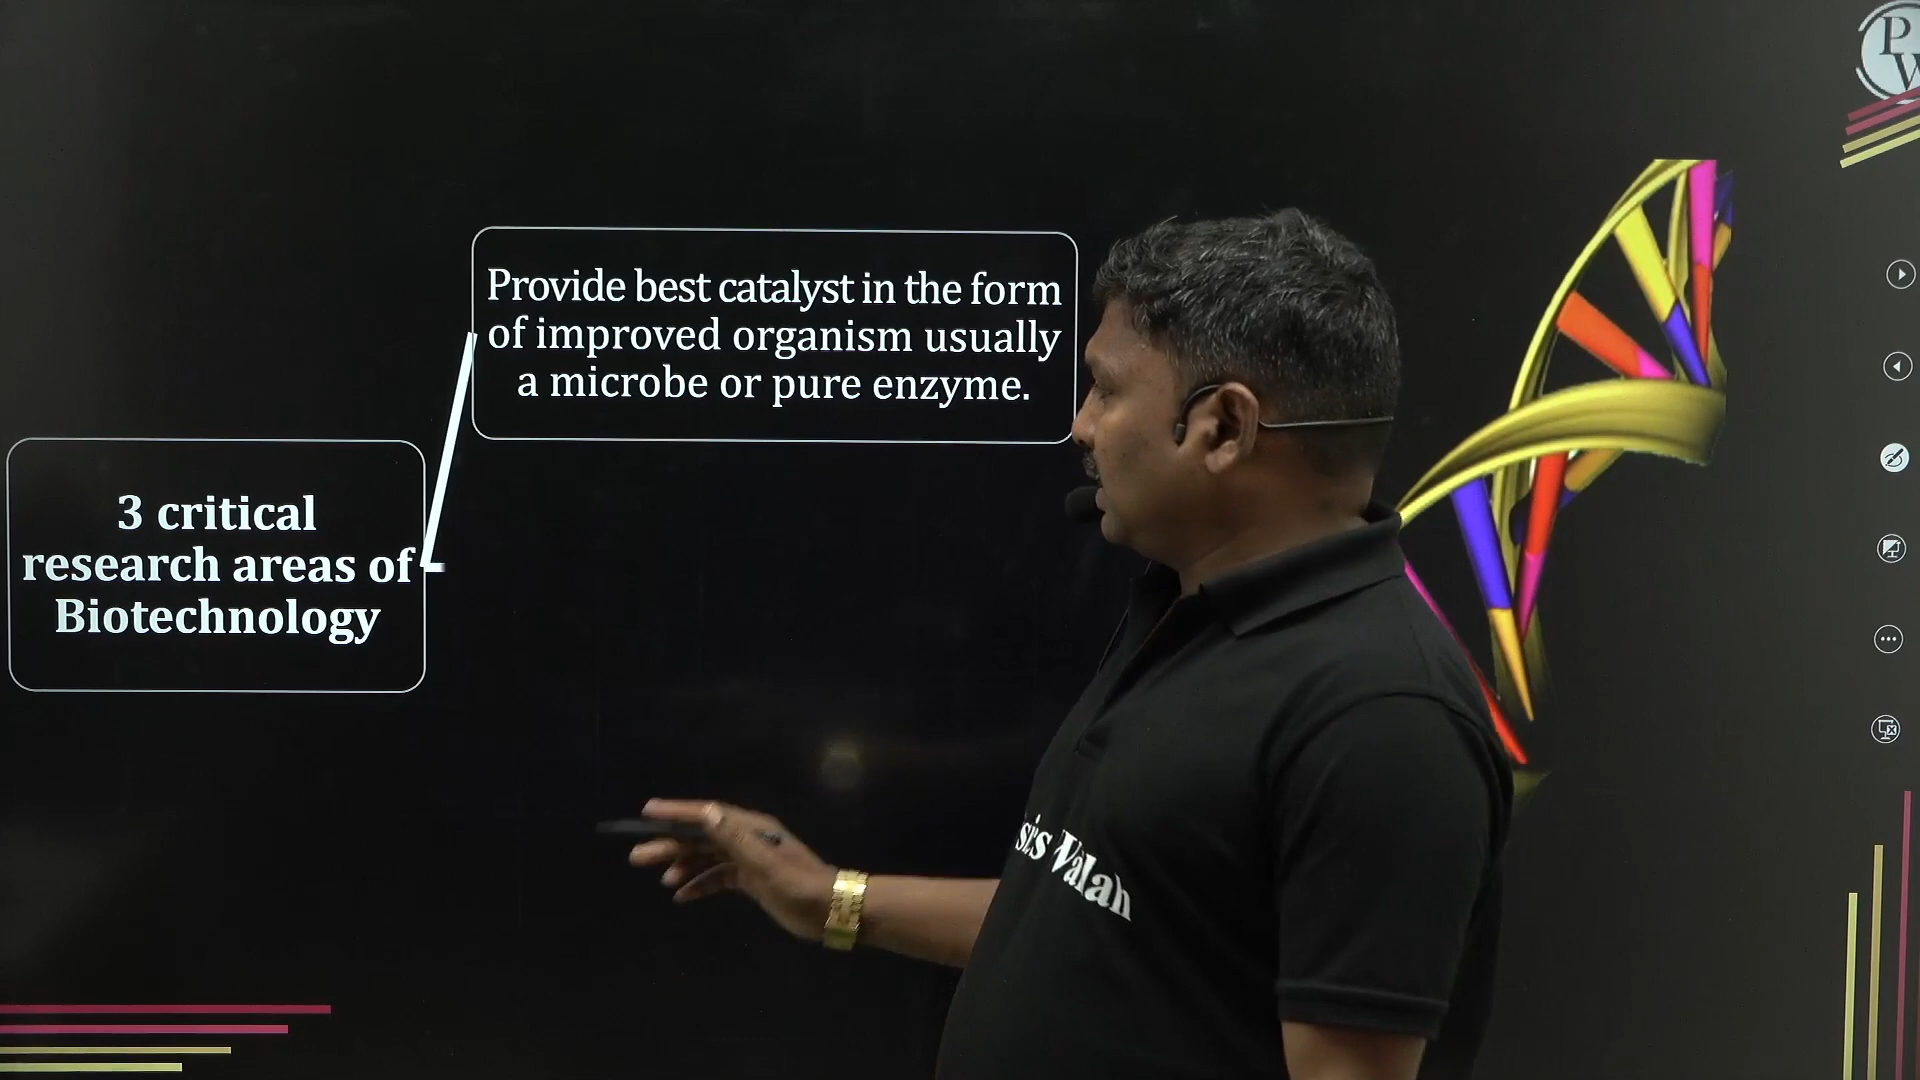 P
W
Provide best catalyst in the form
of improved organism usually
a microbe or pure enzyme.
3 critical
research areas of
Biotechnology
Walah